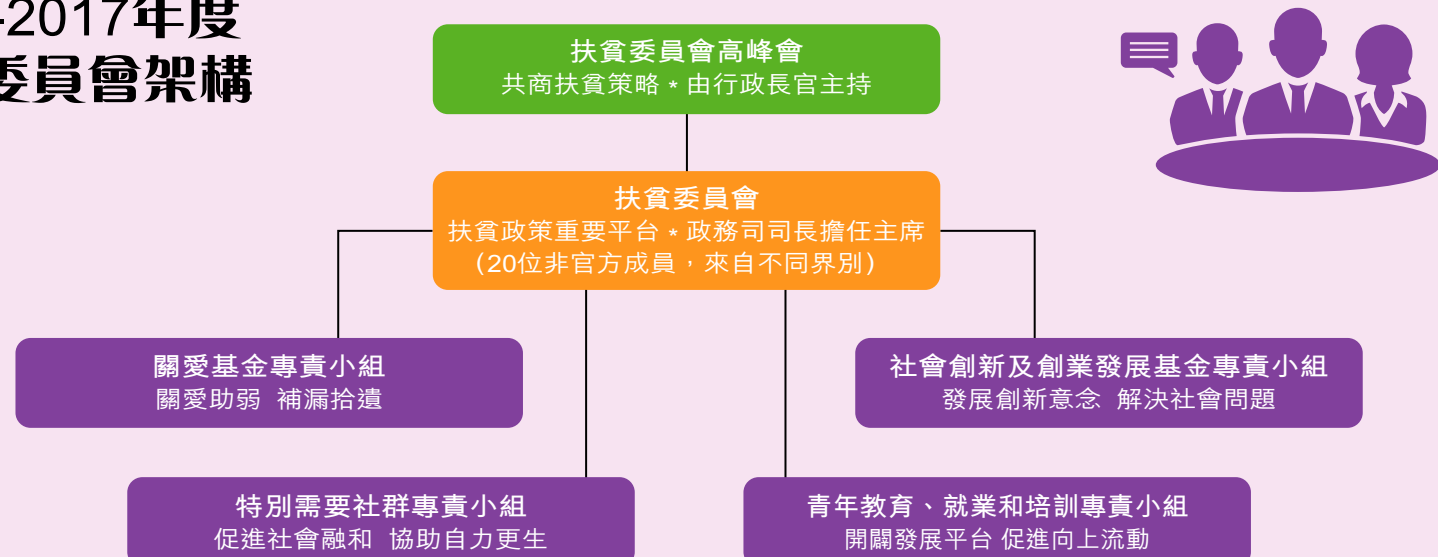 -2017年度
委員會架構
扶貧委員會高峰會
共商扶貧策略 * 由行政長官主持
扶貧委員會
扶貧政策重要平台 * 政務司司長擔任主席
(20位非官方成員，來自不同界別)
關愛基金專責小組
關愛助弱 補漏拾遺
社會創新及創業發展基金專責小組
發展創新意念 解決社會問題
特別需要社群專責小組
促進社會融和 協助自力更生
青年教育、就業和培訓專責小組
開闢發展平台 促進向上流動